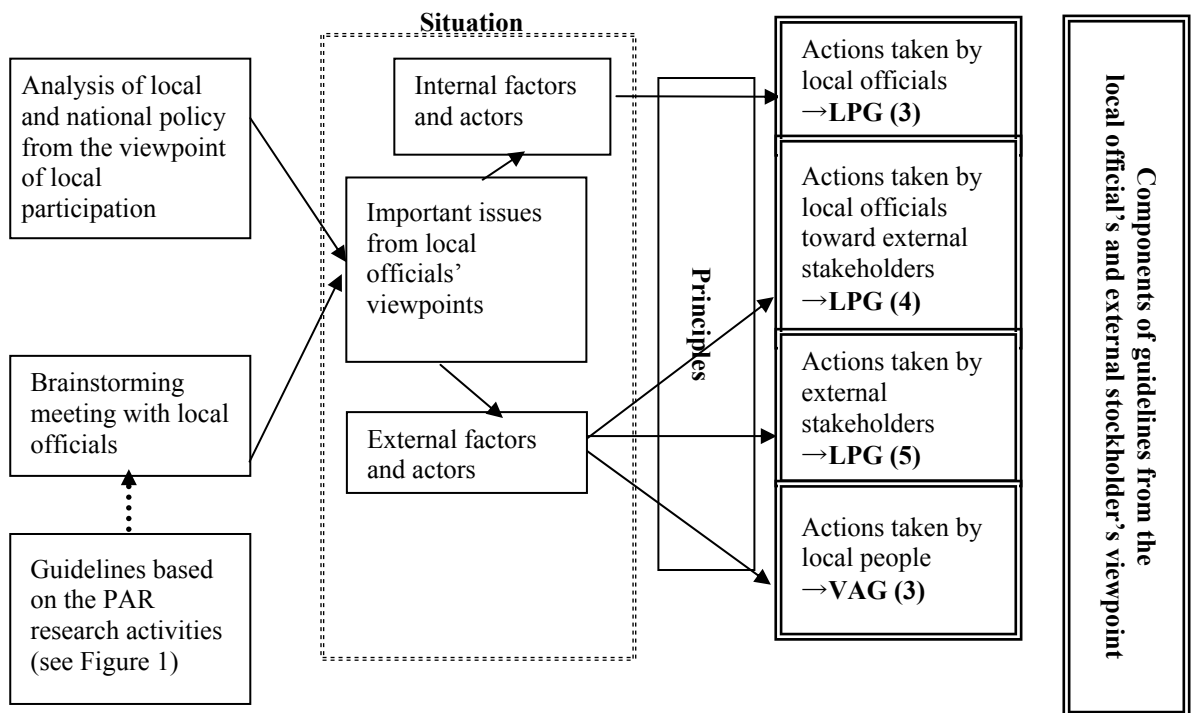 Situation
Analysis of local
and national policy
from the viewpoint
of local
participation
Brainstorming
meeting with local
officials
Guidelines based
on the PAR
research activities
(see Figure 1)
Internal factors
and actors
Important issues
from local
officials’
viewpoints
External factors
and actors
Principles
Actions taken by
local officials
→LPG (3)
Actions taken by
local officials
toward external
stakeholders
→LPG (4)
Actions taken by
external
stakeholders
→LPG (5)
Actions taken by
local people
→VAG (3)
Components of guidelines from the
local official's and external stockholder's viewpoint